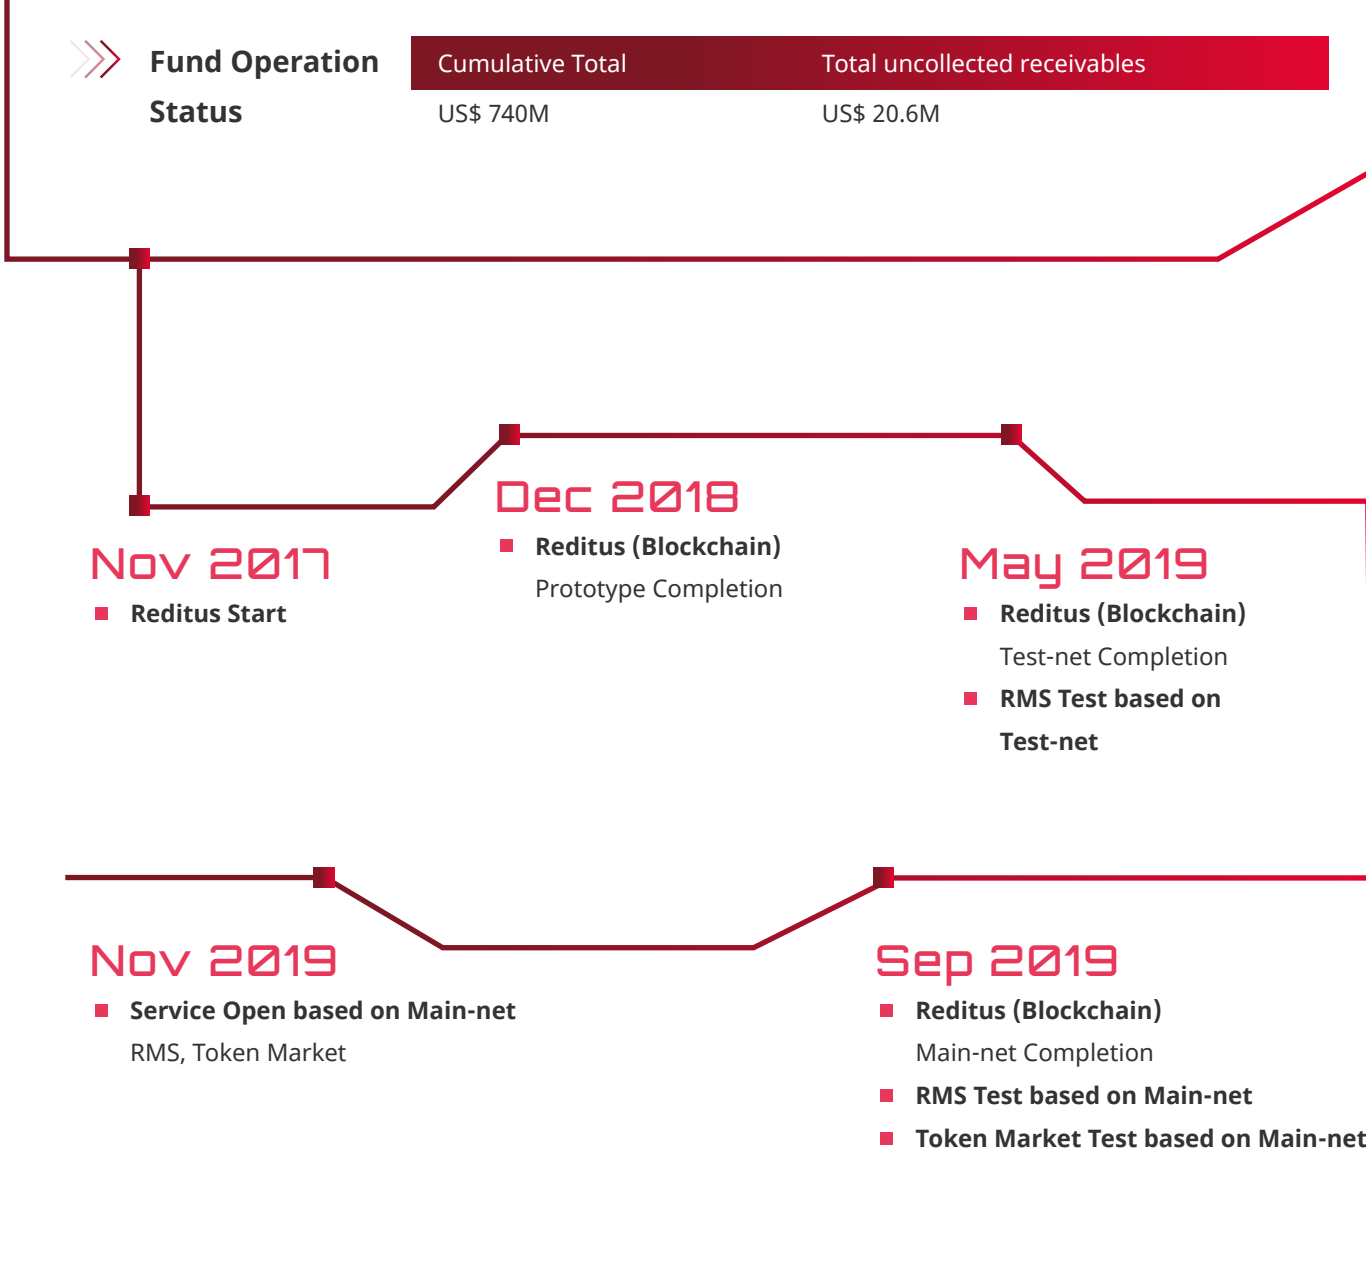 Fund Operation
Status
Cumulative Total
Total uncollected receivables
US$ 740M
US$ 20.6M
Nov 2017
Reditus Start
Dec 2018
Reditus (Blockchain)
Prototype Completion
May 2019
Reditus (Blockchain)
Test-net Completion
RMS Test based on
Test-net
Nov 2019
Service Open based on Main-net
RMS, Token Market
Sep 2019
Reditus (Blockchain)
Main-net Completion
RMS Test based on Main-net
Token Market Test based on Main-net